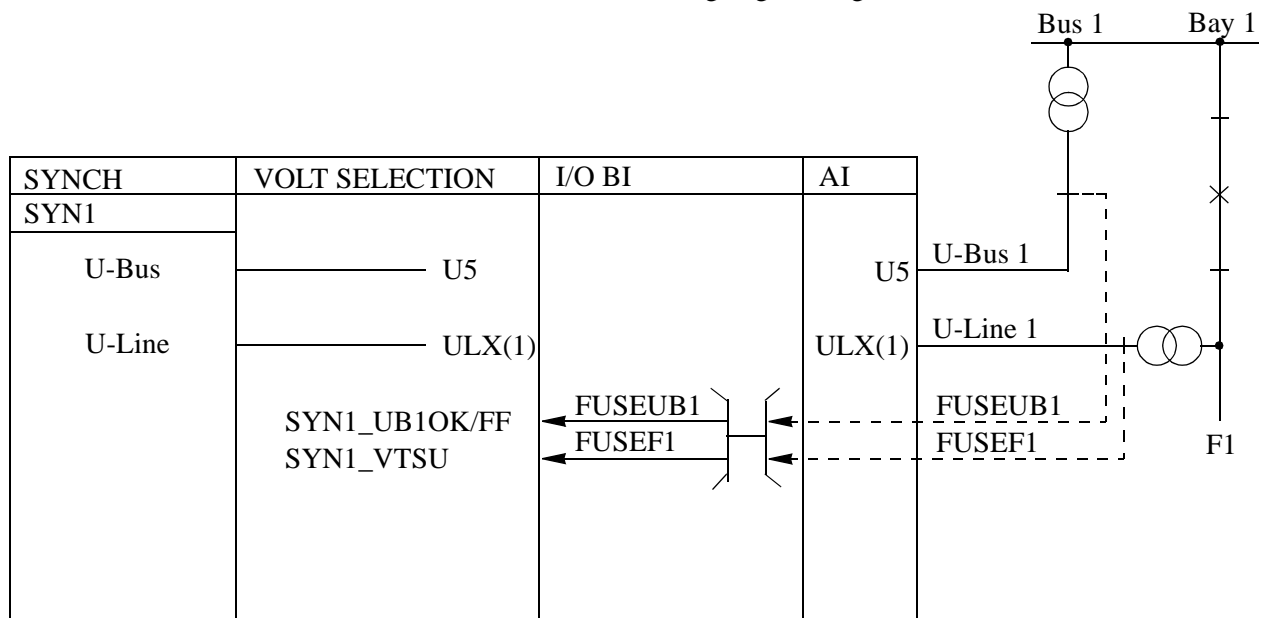 Bus 1 Bay 1
SYNCH VOLT SELECTION I/O BI AI
SYN1
U-Bus U5 U5 U-Bus 1
U-Line ULX(1) ULX(1) U-Line 1
SYN1_UB1OK/FF FUSEUB1 FUSEUB1
SYN1_VTSU FUSEF1 FUSEF1 F1